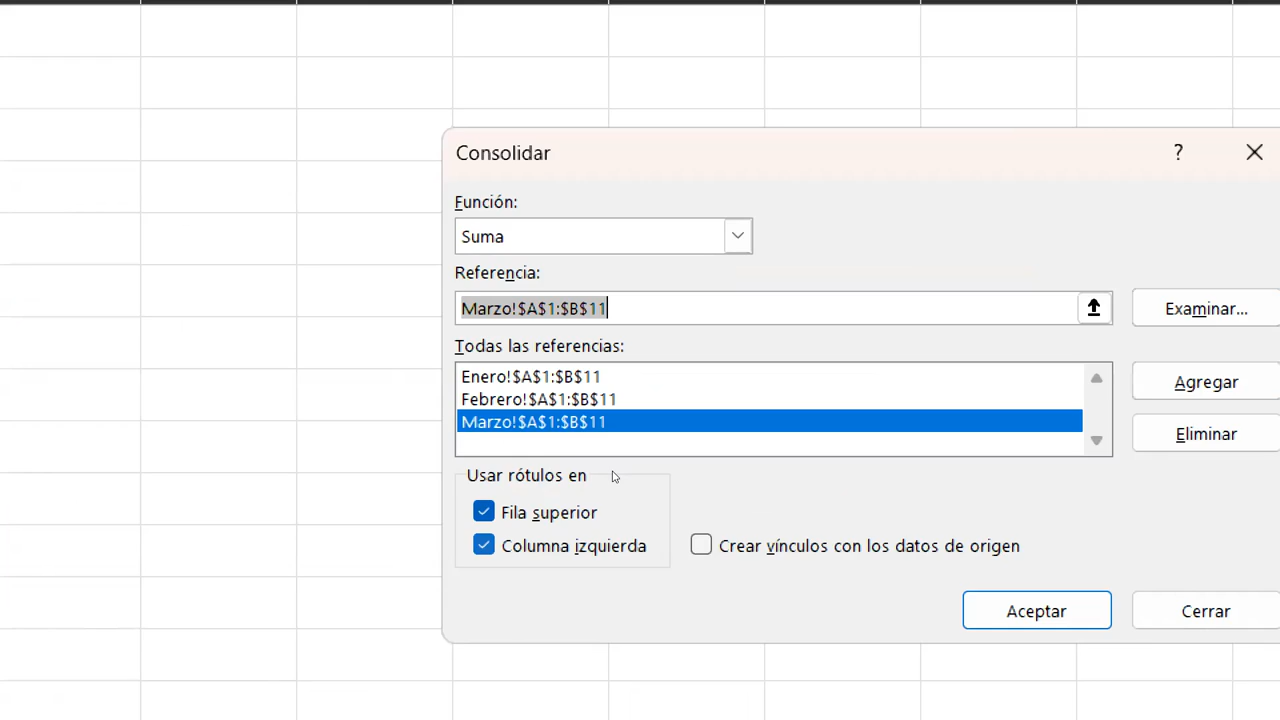 Consolidar ?
Función:
Suma
Referencia:
Marzo!$A$1:$B$11
Examinar...
Todas las referencias:
Enero!$A$1:$B$11
Febrero!$A$1:$B$11
Marzo!$A$1:$B$11
Agregar
Eliminar
Usar rótulos en
Fila superior
Columna izquierda
Crear vínculos con los datos de origen
Aceptar
Cerrar